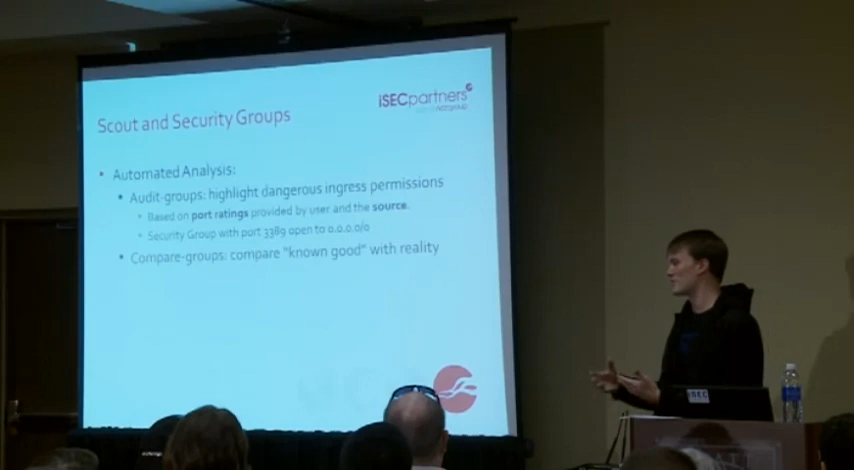 iSECpartners
Scout and Security Groups
Automated Analysis:
Audit-groups: highlight dangerous ingress permissions
Based on port ratings provided by user and the source.
Security Group with port 3389 open to 0.0.0.0/0
Compare-groups: compare "known good" with reality
iSEC